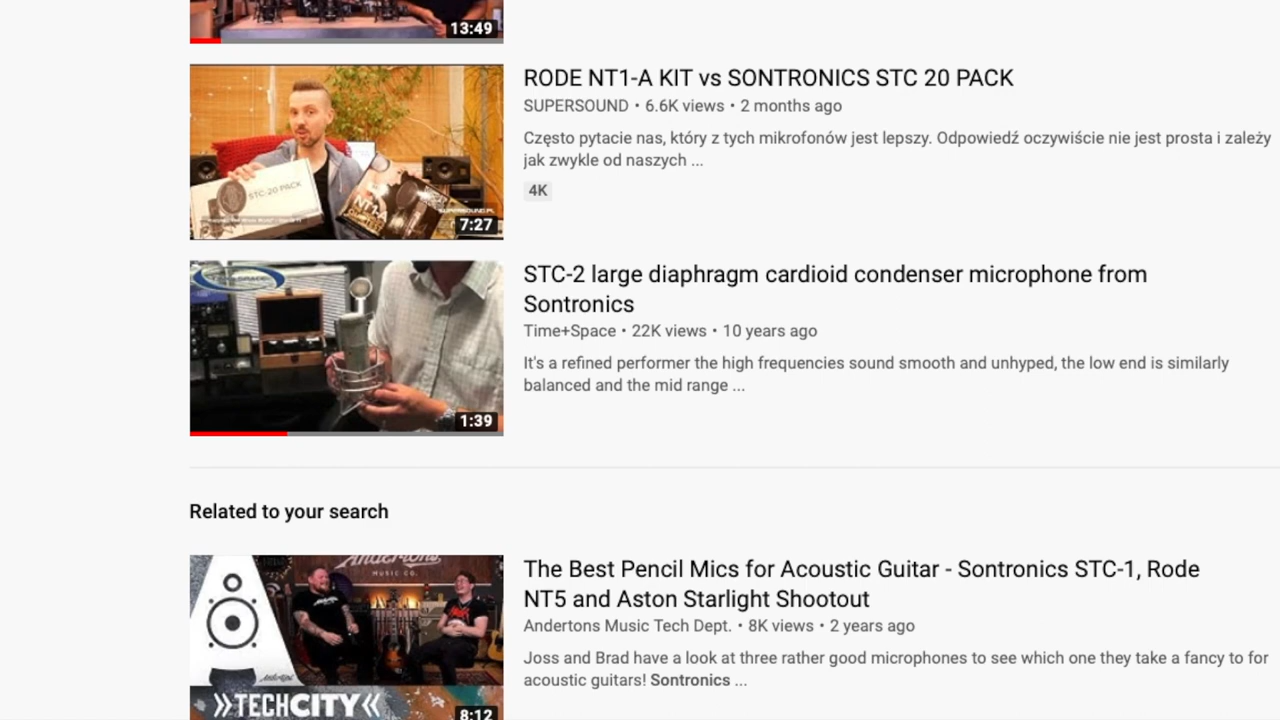 13:49
RODE NT1-A KIT vs SONTRONICS STC 20 PACK
SUPERSOUND • 6.6K views • 2 months ago
Często pytacie nas, który z tych mikrofonów jest lepszy. Odpowiedź oczywiście nie jest prosta i zależy
jak zwykle od naszych ...
4K
STC-20 PACK
NT1-A
SUPERSOUND.PL
7:27
STC-2 large diaphragm cardioid condenser microphone from
Sontronics
Time+Space • 22K views • 10 years ago
It's a refined performer the high frequencies sound smooth and unhyped, the low end is similarly
balanced and the mid range ...
1:39
Related to your search
The Best Pencil Mics for Acoustic Guitar - Sontronics STC-1, Rode
NT5 and Aston Starlight Shootout
Andertons Music Tech Dept. • 8K views • 2 years ago
Joss and Brad have a look at three rather good microphones to see which one they take a fancy to for
acoustic guitars! Sontronics ...
Andertons
MUSIC CO.
»TECHCITY«
8:12